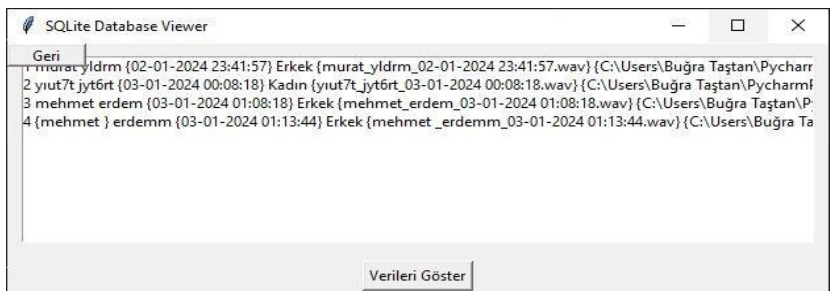 SQLite Database Viewer
Geri
1 murat yldrm {02-01-2024 23:41:57} Erkek {murat_yldrm_02-01-2024 23:41:57.wav} {C:\Users\Buğra Taştan\Pycharr
2 yıut7t jyt6rt {03-01-2024 00:08:18} Kadın {yıut7t_jyt6rt_03-01-2024 00:08:18.wav} {C:\Users\Buğra Taştan\PycharmF
3 mehmet erdem {03-01-2024 01:08:18} Erkek {mehmet_erdem_03-01-2024 01:08:18.wav} {C:\Users\Buğra Taştan\P
4 {mehmet } erdemm {03-01-2024 01:13:44} Erkek {mehmet _erdemm_03-01-2024 01:13:44.wav} {C:\Users\Buğra Ta
Verileri Göster